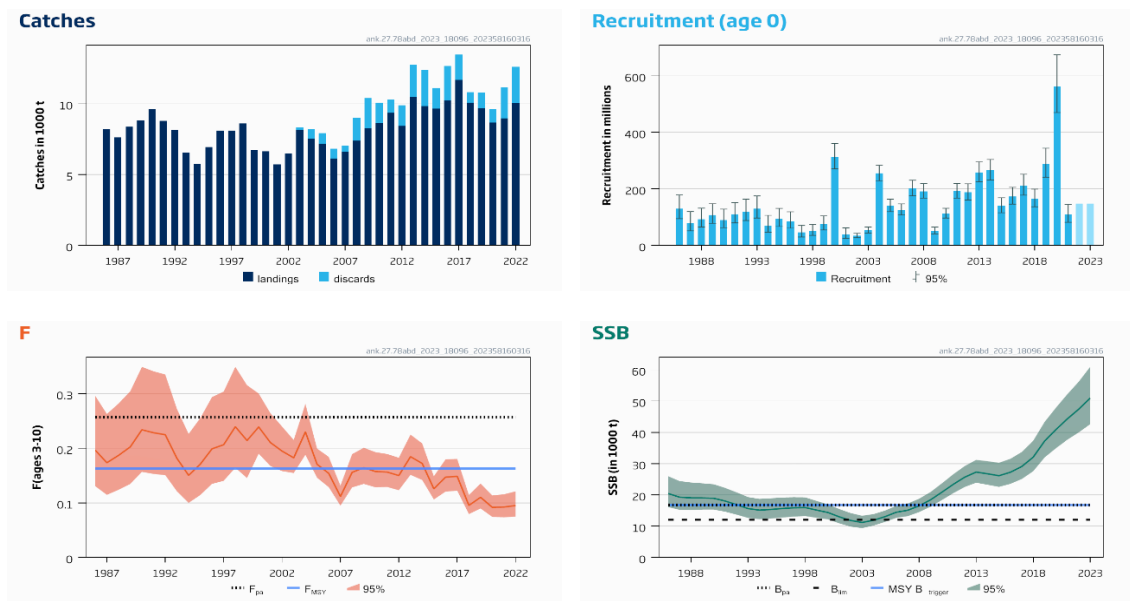 Catches
ank.27.78abd_2023_18096_202358160316
Catches in 1000 t
10
5
0
1987 1992 1997 2002 2007 2012 2017 2022
landings discards
Recruitment (age 0)
ank.27.78abd_2023_18096_202358160316
Recruitment in millions
600
400
200
0
1988 1993 1998 2003 2008 2013 2018 2023
Recruitment 95%
F
ank.27.78abd_2023_18096_202358160316
F(ages 3-10)
0.3
0.2
0.1
0
1987 1992 1997 2002 2007 2012 2017 2022
Fpa FMSY 95%
SSB
ank.27.78abd_2023_18096_202358160316
SSB (in 1000 t)
60
50
40
30
20
10
0
1988 1993 1998 2003 2008 2013 2018 2023
Bpa Blim MSY B trigger 95%